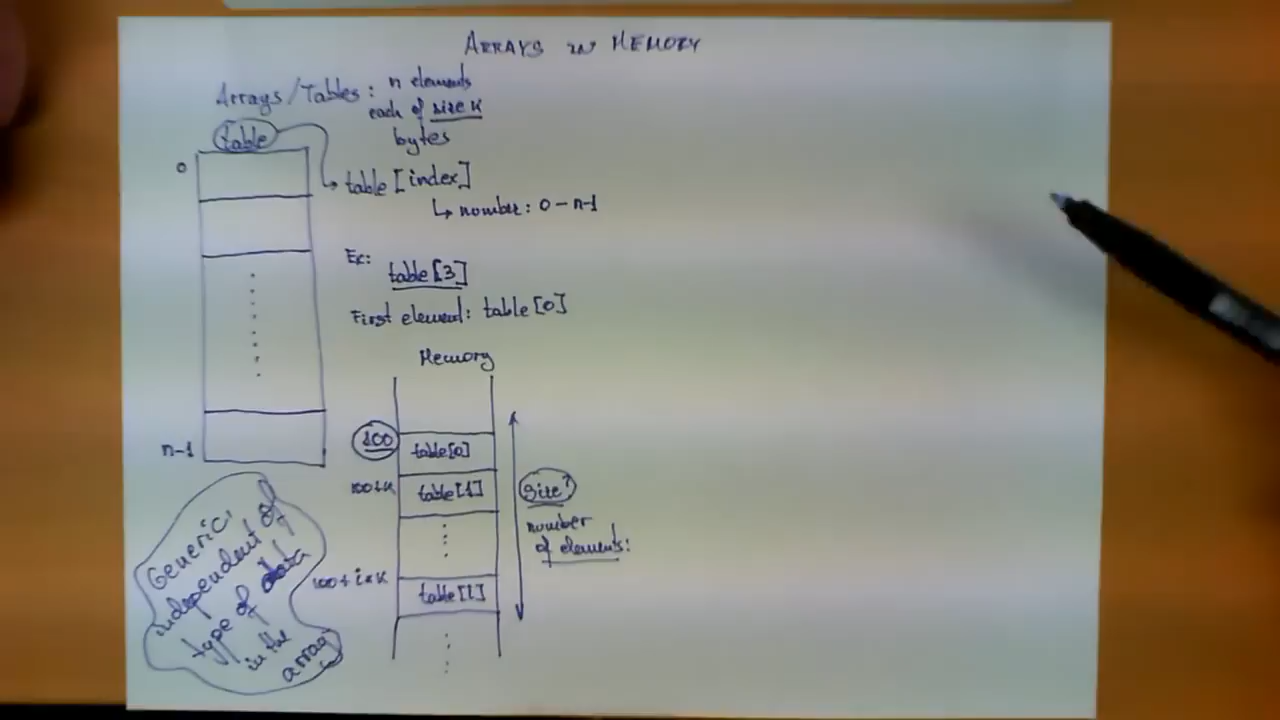 ARRAYS IN MEMORY
Arrays/Tables: n elements
each of size K
bytes
table
0
table [index]
↳ number: 0 - n-1
Ex:
table [3]
First element: table [0]
n-1
Memory
100
table[0]
100+K
table [1]
size?
number
of elements:
100+i*K
table [i]
Generic:
independent of
type of data
in the
array